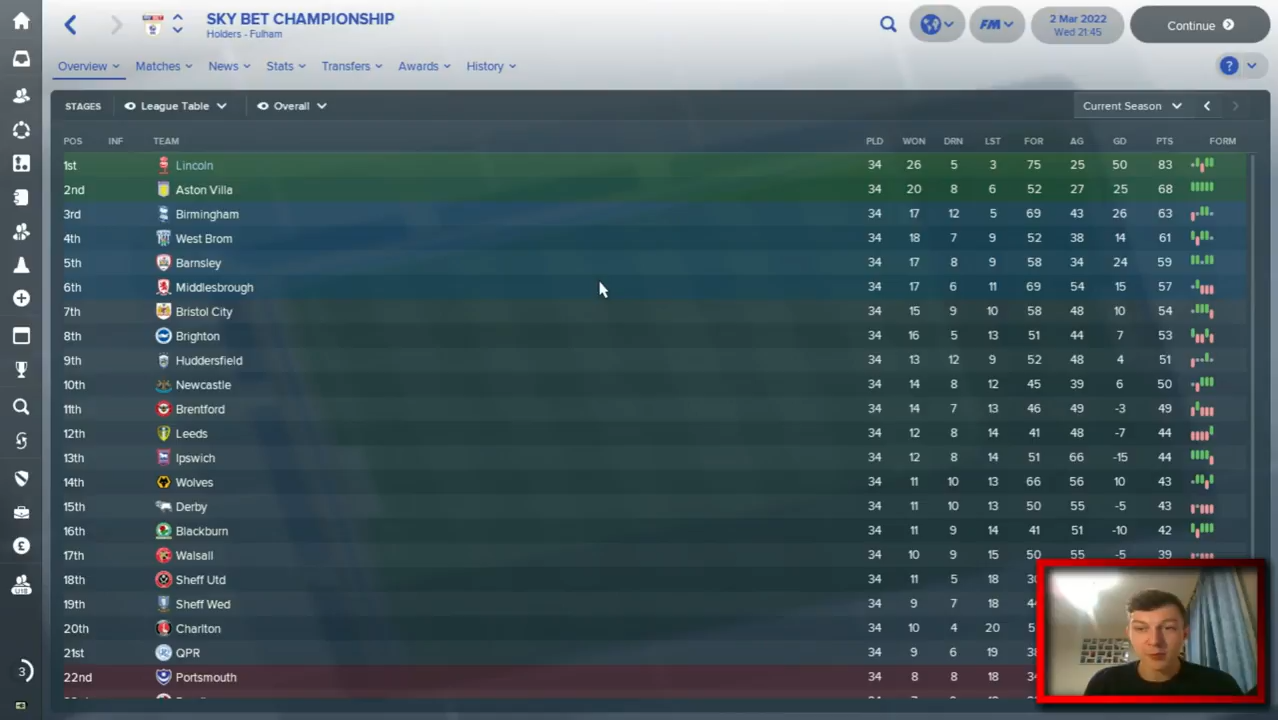 SKY BET CHAMPIONSHIP
Holders - Fulham
FM
2 Mar 2022
Wed 21:45
Continue
Overview Matches News Stats Transfers Awards History
?
STAGES League Table Overall Current Season
POS INF TEAM PLD WON DRN LST FOR AG GD PTS FORM
1st Lincoln 34 26 5 3 75 25 50 83
2nd Aston Villa 34 20 8 6 52 27 25 68
3rd Birmingham 34 17 12 5 69 43 26 63
4th West Brom 34 18 7 9 52 38 14 61
5th Barnsley 34 17 8 9 58 34 24 59
6th Middlesbrough 34 17 6 11 69 54 15 57
7th Bristol City 34 15 9 10 58 48 10 54
8th Brighton 34 16 5 13 51 44 7 53
9th Huddersfield 34 13 12 9 52 48 4 51
10th Newcastle 34 14 8 12 45 39 6 50
11th Brentford 34 14 7 13 46 49 -3 49
12th Leeds 34 12 8 14 41 48 -7 44
13th Ipswich 34 12 8 14 51 66 -15 44
14th Wolves 34 11 10 13 66 56 10 43
15th Derby 34 11 10 13 50 55 -5 43
16th Blackburn 34 11 9 14 41 51 -10 42
17th Walsall 34 10 9 15 50 55 -5 39
18th Sheff Utd 34 11 5 18
19th Sheff Wed 34 9 7 18
20th Charlton 34 10 4 20
21st QPR 34 9 6 19
22nd Portsmouth 34 8 8 18
U18
3